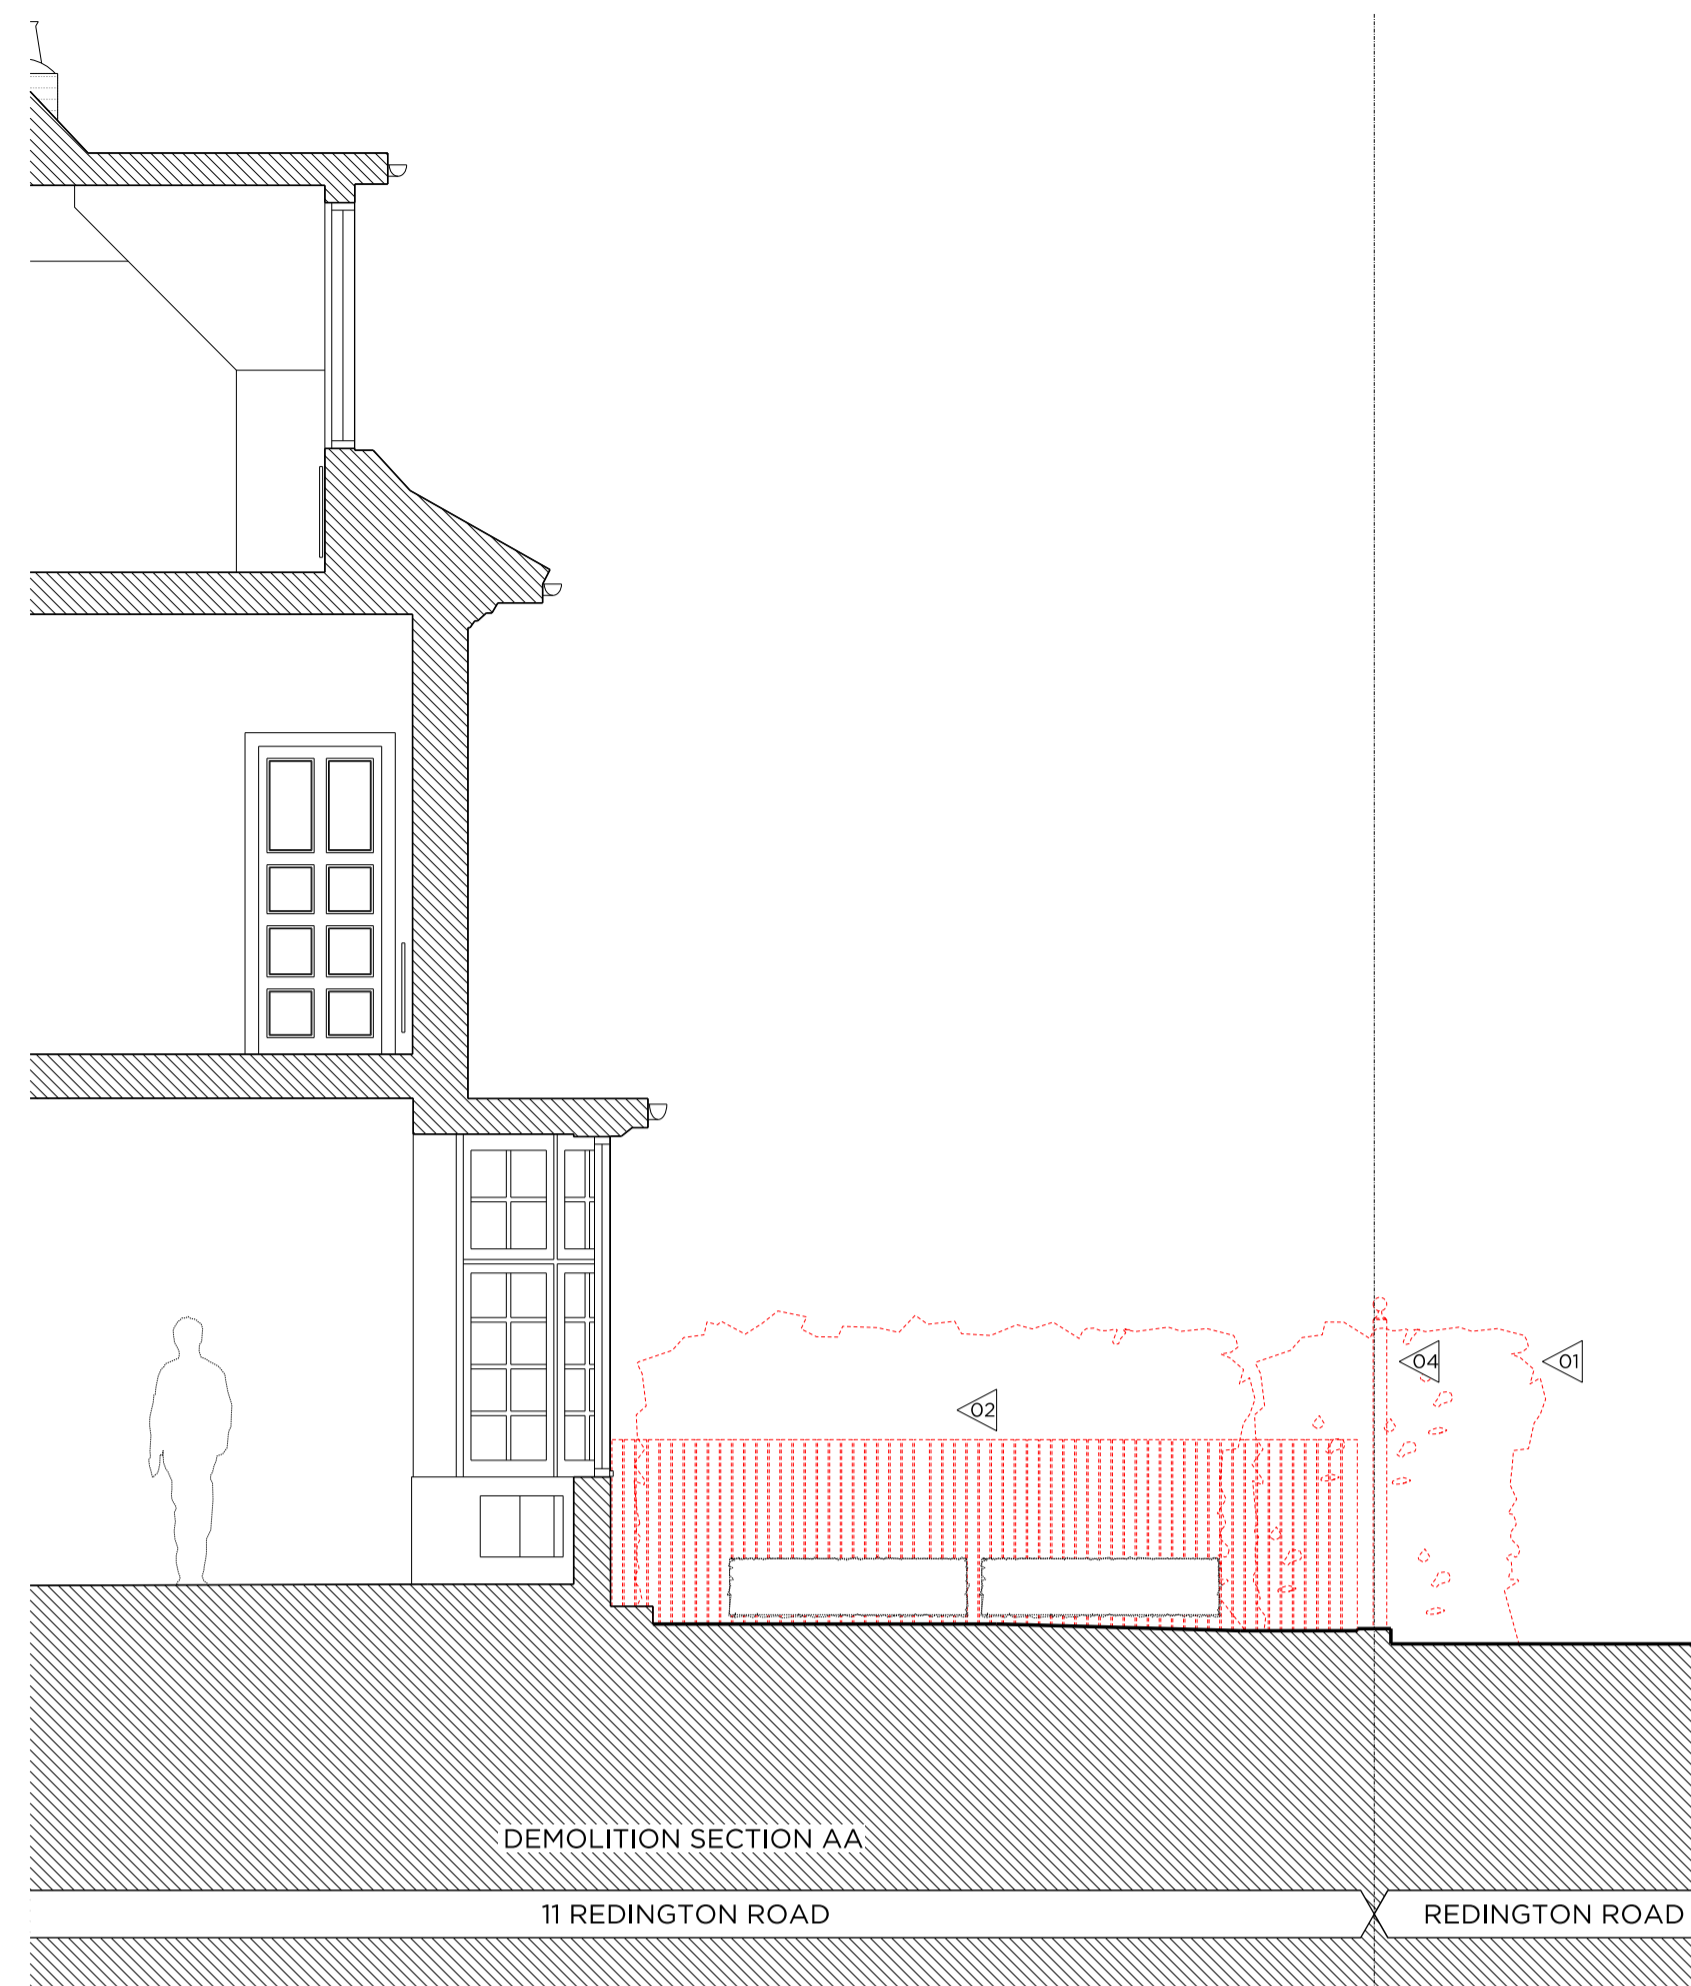 04
01
02
DEMOLITION SECTION AA
11 REDINGTON ROAD
REDINGTON ROAD